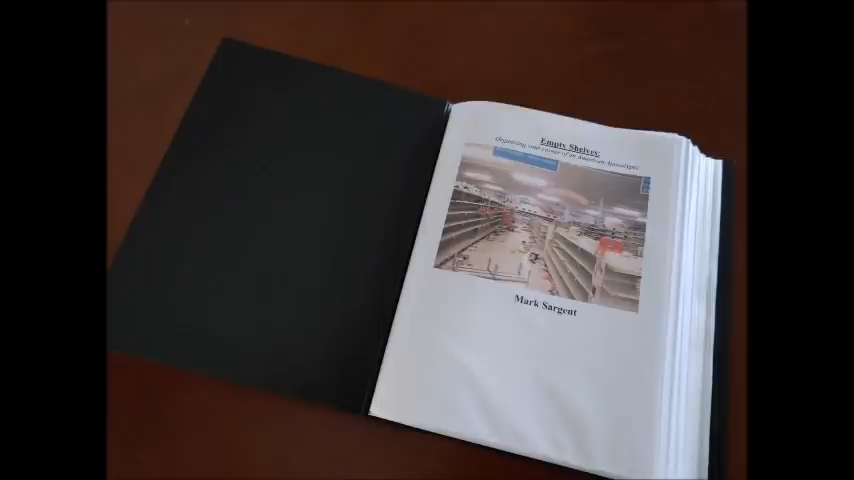 Empty Shelves:
Organizing your corner of an American Apocalypse
Mark Sargent